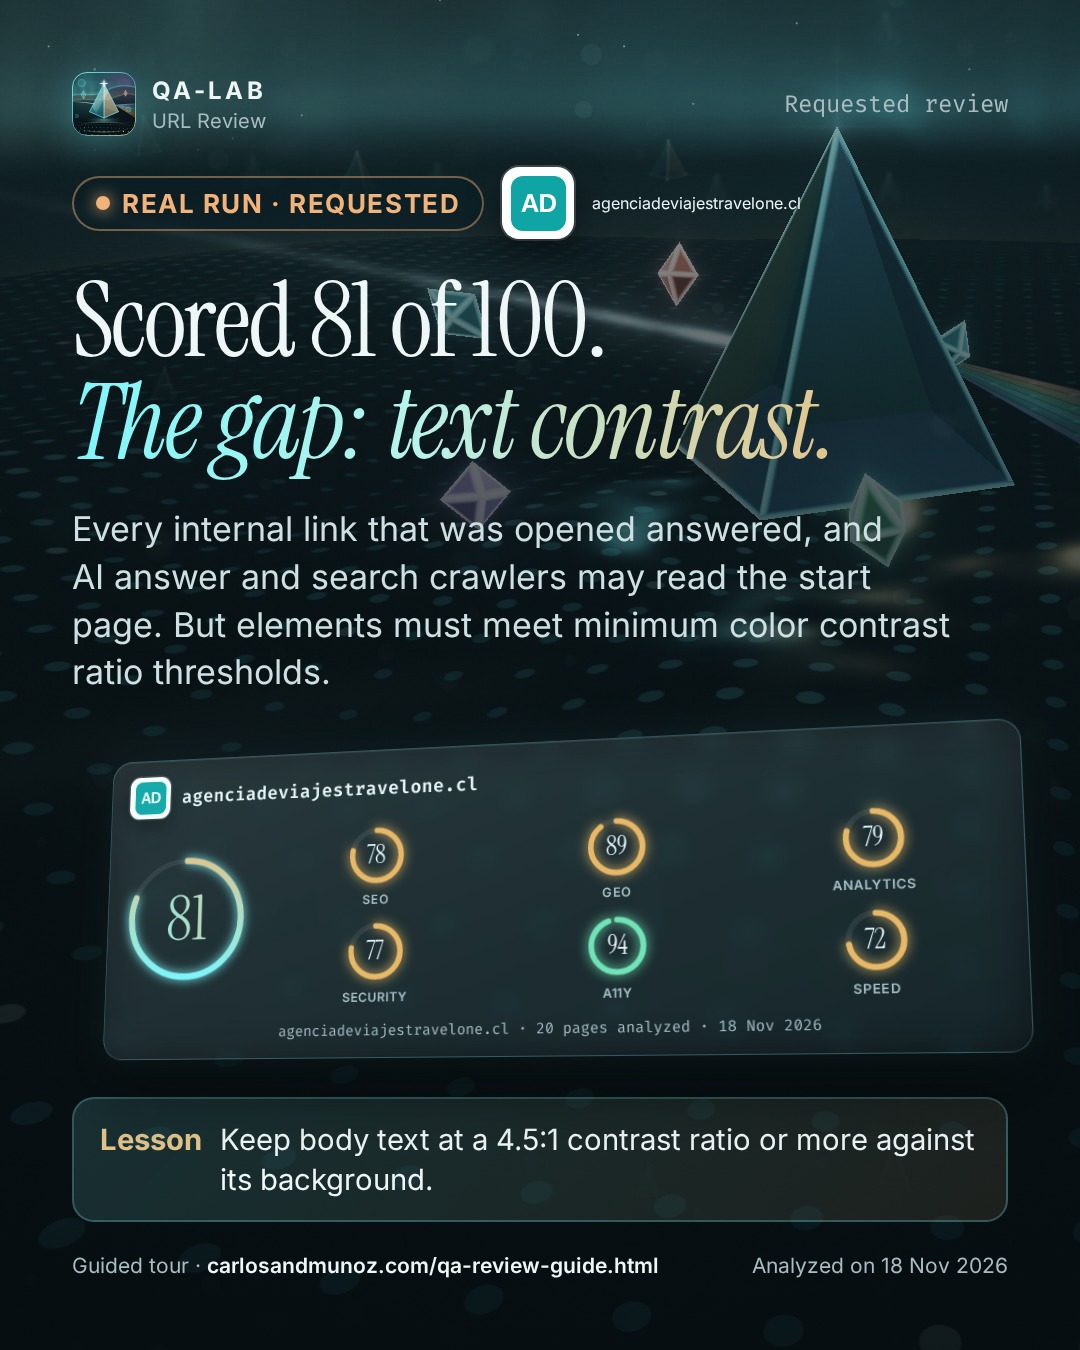 QA-LAB
URL Review
Requested review
REAL RUN · REQUESTED
AD
agenciadeviajestravelone.cl
Scored 81 of 100.
The gap: text contrast.
Every internal link that was opened answered, and
AI answer and search crawlers may read the start
page. But elements must meet minimum color contrast
ratio thresholds.
AD
agenciadeviajestravelone.cl
81
78
SEO
89
GEO
79
ANALYTICS
77
SECURITY
94
A11Y
72
SPEED
agenciadeviajestravelone.cl · 20 pages analyzed · 18 Nov 2026
Lesson
Keep body text at a 4.5:1 contrast ratio or more against
its background.
Guided tour · carlosandmunoz.com/qa-review-guide.html
Analyzed on 18 Nov 2026